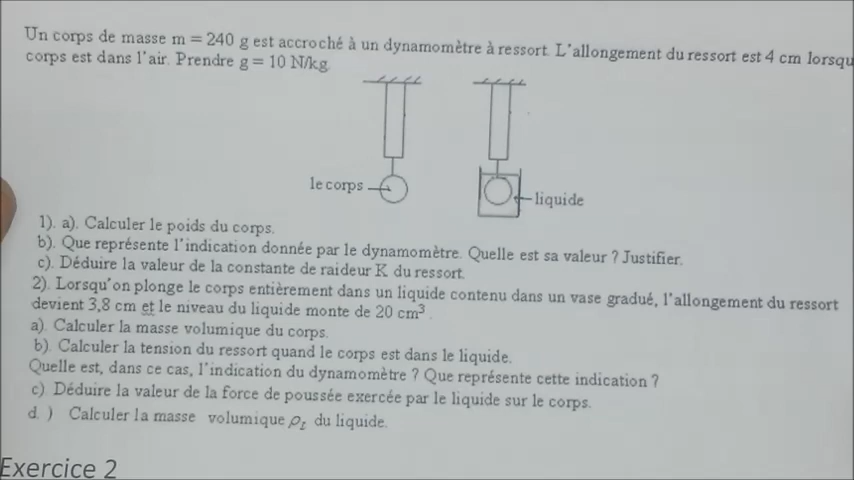 Un corps de masse m = 240 g est accroché à un dynamomètre à ressort. L'allongement du ressort est 4 cm lorsqu
corps est dans l'air. Prendre g = 10 N/kg.
le corps
liquide
1). a). Calculer le poids du corps.
b). Que représente l'indication donnée par le dynamomètre. Quelle est sa valeur ? Justifier.
c). Déduire la valeur de la constante de raideur K du ressort.
2). Lorsqu'on plonge le corps entièrement dans un liquide contenu dans un vase gradué, l'allongement du ressort
devient 3,8 cm et le niveau du liquide monte de 20 cm³.
a). Calculer la masse volumique du corps.
b). Calculer la tension du ressort quand le corps est dans le liquide.
Quelle est, dans ce cas, l'indication du dynamomètre ? Que représente cette indication ?
c). Déduire la valeur de la force de poussée exercée par le liquide sur le corps.
d. ) Calculer la masse volumique ρ_L du liquide.
Exercice 2